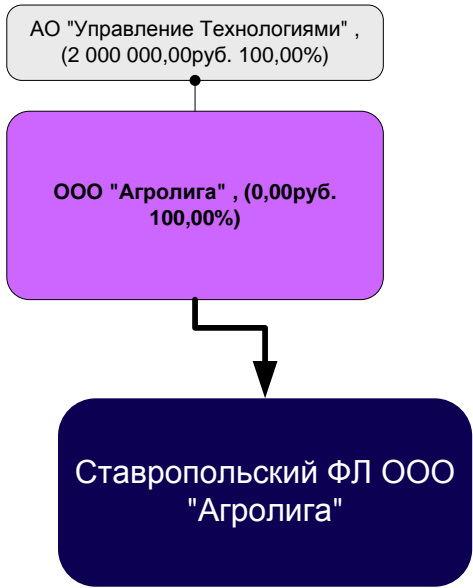 АО "Управление Технологиями" ,
(2 000 000,00руб. 100,00%)
ООО "Агролига" , (0,00руб.
100,00%)
Ставропольский ФЛ ООО
"Агролига"